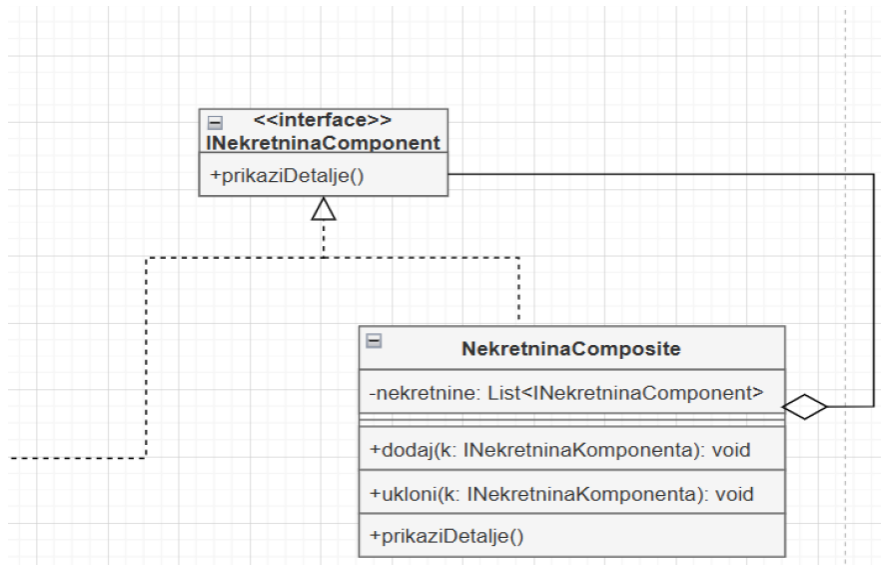 <<interface>>
INekretninaComponent
+prikaziDetalje()
NekretninaComposite
-nekretnine: List<INekretninaComponent>
+dodaj(k: INekretninaKomponenta): void
+ukloni(k: INekretninaKomponenta): void
+prikaziDetalje()